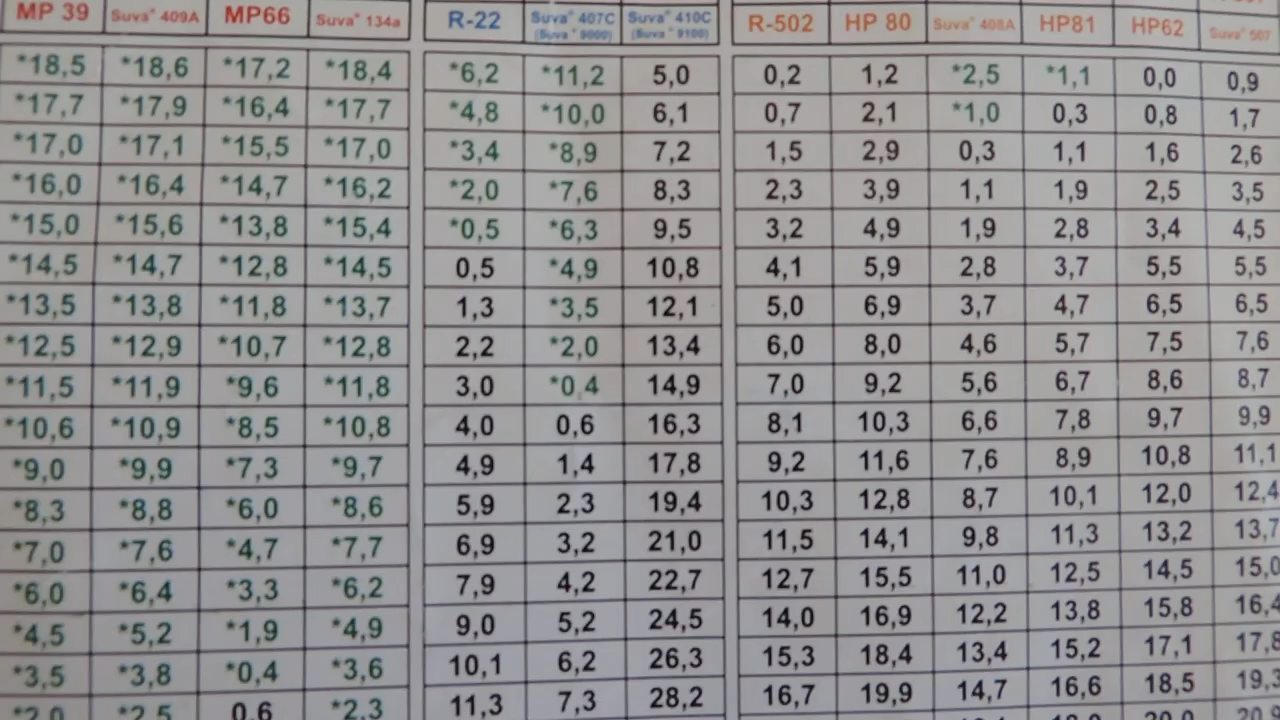 MP 39 Suva® 409A MP66 Suva® 134a R-22 Suva® 407C (Suva® 9000) Suva® 410C (Suva® 9100) R-502 HP 80 Suva® 408A HP81 HP62 Suva® 507
*18,5 *18,6 *17,2 *18,4 *6,2 *11,2 5,0 0,2 1,2 *2,5 *1,1 0,0 0,9
*17,7 *17,9 *16,4 *17,7 *4,8 *10,0 6,1 0,7 2,1 *1,0 0,3 0,8 1,7
*17,0 *17,1 *15,5 *17,0 *3,4 *8,9 7,2 1,5 2,9 0,3 1,1 1,6 2,6
*16,0 *16,4 *14,7 *16,2 *2,0 *7,6 8,3 2,3 3,9 1,1 1,9 2,5 3,5
*15,0 *15,6 *13,8 *15,4 *0,5 *6,3 9,5 3,2 4,9 1,9 2,8 3,4 4,5
*14,5 *14,7 *12,8 *14,5 0,5 *4,9 10,8 4,1 5,9 2,8 3,7 5,5 5,5
*13,5 *13,8 *11,8 *13,7 1,3 *3,5 12,1 5,0 6,9 3,7 4,7 6,5 6,5
*12,5 *12,9 *10,7 *12,8 2,2 *2,0 13,4 6,0 8,0 4,6 5,7 7,5 7,6
*11,5 *11,9 *9,6 *11,8 3,0 *0,4 14,9 7,0 9,2 5,6 6,7 8,6 8,7
*10,6 *10,9 *8,5 *10,8 4,0 0,6 16,3 8,1 10,3 6,6 7,8 9,7 9,9
*9,0 *9,9 *7,3 *9,7 4,9 1,4 17,8 9,2 11,6 7,6 8,9 10,8 11,1
*8,3 *8,8 *6,0 *8,6 5,9 2,3 19,4 10,3 12,8 8,7 10,1 12,0 12,4
*7,0 *7,6 *4,7 *7,7 6,9 3,2 21,0 11,5 14,1 9,8 11,3 13,2 13,7
*6,0 *6,4 *3,3 *6,2 7,9 4,2 22,7 12,7 15,5 11,0 12,5 14,5 15,0
*4,5 *5,2 *1,9 *4,9 9,0 5,2 24,5 14,0 16,9 12,2 13,8 15,8 16,4
*3,5 *3,8 *0,4 *3,6 10,1 6,2 26,3 15,3 18,4 13,4 15,2 17,1 17,8
*2,0 *2,5 0,6 *2,3 11,3 7,3 28,2 16,7 19,9 14,7 16,6 18,5 19,3